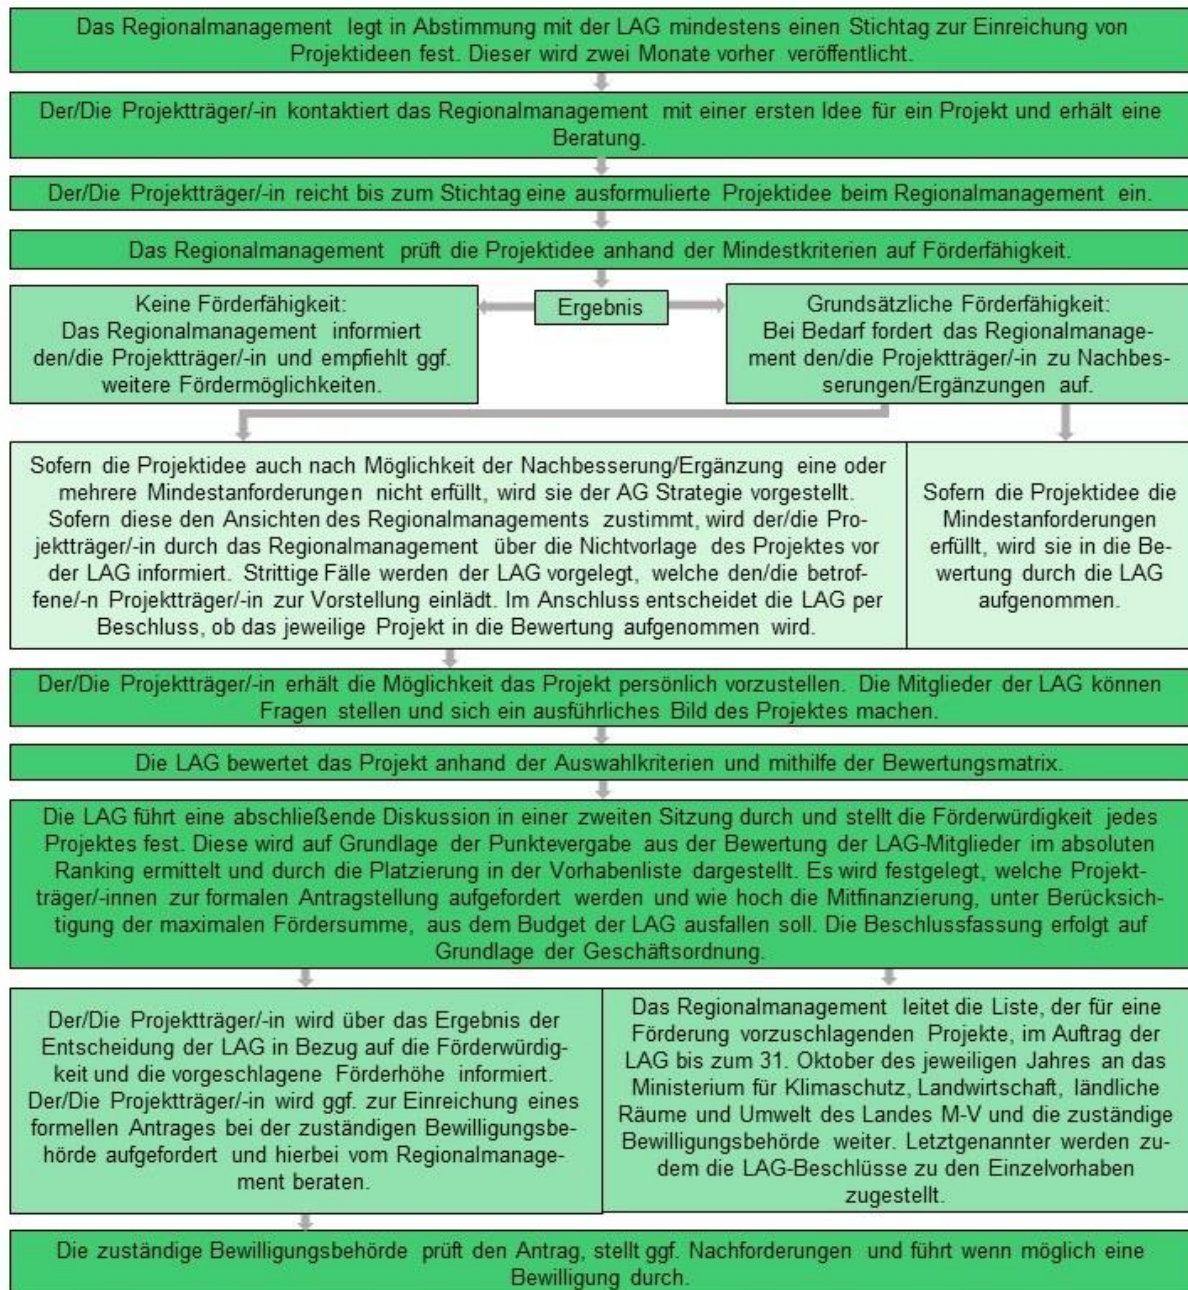 Das Regionalmanagement legt in Abstimmung mit der LAG mindestens einen Stichtag zur Einreichung von
Projektideen fest. Dieser wird zwei Monate vorher veröffentlicht.
Der/Die Projektträger/-in kontaktiert das Regionalmanagement mit einer ersten Idee für ein Projekt und erhält eine
Beratung.
Der/Die Projektträger/-in reicht bis zum Stichtag eine ausformulierte Projektidee beim Regionalmanagement ein.
Das Regionalmanagement prüft die Projektidee anhand der Mindestkriterien auf Förderfähigkeit.
Keine Förderfähigkeit:
Das Regionalmanagement informiert
den/die Projektträger/-in und empfiehlt ggf.
weitere Fördermöglichkeiten.
Ergebnis
Grundsätzliche Förderfähigkeit:
Bei Bedarf fordert das Regionalmanage-
ment den/die Projektträger/-in zu Nachbes-
serungen/Ergänzungen auf.
Sofern die Projektidee auch nach Möglichkeit der Nachbesserung/Ergänzung eine oder
mehrere Mindestanforderungen nicht erfüllt, wird sie der AG Strategie vorgestellt.
Sofern diese den Ansichten des Regionalmanagements zustimmt, wird der/die Pro-
jektträger/-in durch das Regionalmanagement über die Nichtvorlage des Projektes vor
der LAG informiert. Strittige Fälle werden der LAG vorgelegt, welche den/die betrof-
fene/-n Projektträger/-in zur Vorstellung einlädt. Im Anschluss entscheidet die LAG per
Beschluss, ob das jeweilige Projekt in die Bewertung aufgenommen wird.
Sofern die Projektidee die
Mindestanforderungen
erfüllt, wird sie in die Be-
wertung durch die LAG
aufgenommen.
Der/Die Projektträger/-in erhält die Möglichkeit das Projekt persönlich vorzustellen. Die Mitglieder der LAG können
Fragen stellen und sich ein ausführliches Bild des Projektes machen.
Die LAG bewertet das Projekt anhand der Auswahlkriterien und mithilfe der Bewertungsmatrix.
Die LAG führt eine abschließende Diskussion in einer zweiten Sitzung durch und stellt die Förderwürdigkeit jedes
Projektes fest. Diese wird auf Grundlage der Punktevergabe aus der Bewertung der LAG-Mitglieder im absoluten
Ranking ermittelt und durch die Platzierung in der Vorhabenliste dargestellt. Es wird festgelegt, welche Projekt-
träger/-innen zur formalen Antragstellung aufgefordert werden und wie hoch die Mitfinanzierung, unter Berücksich-
tigung der maximalen Fördersumme, aus dem Budget der LAG ausfallen soll. Die Beschlussfassung erfolgt auf
Grundlage der Geschäftsordnung.
Der/Die Projektträger/-in wird über das Ergebnis der
Entscheidung der LAG in Bezug auf die Förderwürdig-
keit und die vorgeschlagene Förderhöhe informiert.
Der/Die Projektträger/-in wird ggf. zur Einreichung eines
formellen Antrages bei der zuständigen Bewilligungsbe-
hörde aufgefordert und hierbei vom Regionalmanage-
ment beraten.
Das Regionalmanagement leitet die Liste, der für eine
Förderung vorzuschlagenden Projekte, im Auftrag der
LAG bis zum 31. Oktober des jeweiligen Jahres an das
Ministerium für Klimaschutz, Landwirtschaft, ländliche
Räume und Umwelt des Landes M-V und die zuständige
Bewilligungsbehörde weiter. Letztgenannter werden zu-
dem die LAG-Beschlüsse zu den Einzelvorhaben
zugestellt.
Die zuständige Bewilligungsbehörde prüft den Antrag, stellt ggf. Nachforderungen und führt wenn möglich eine
Bewilligung durch.